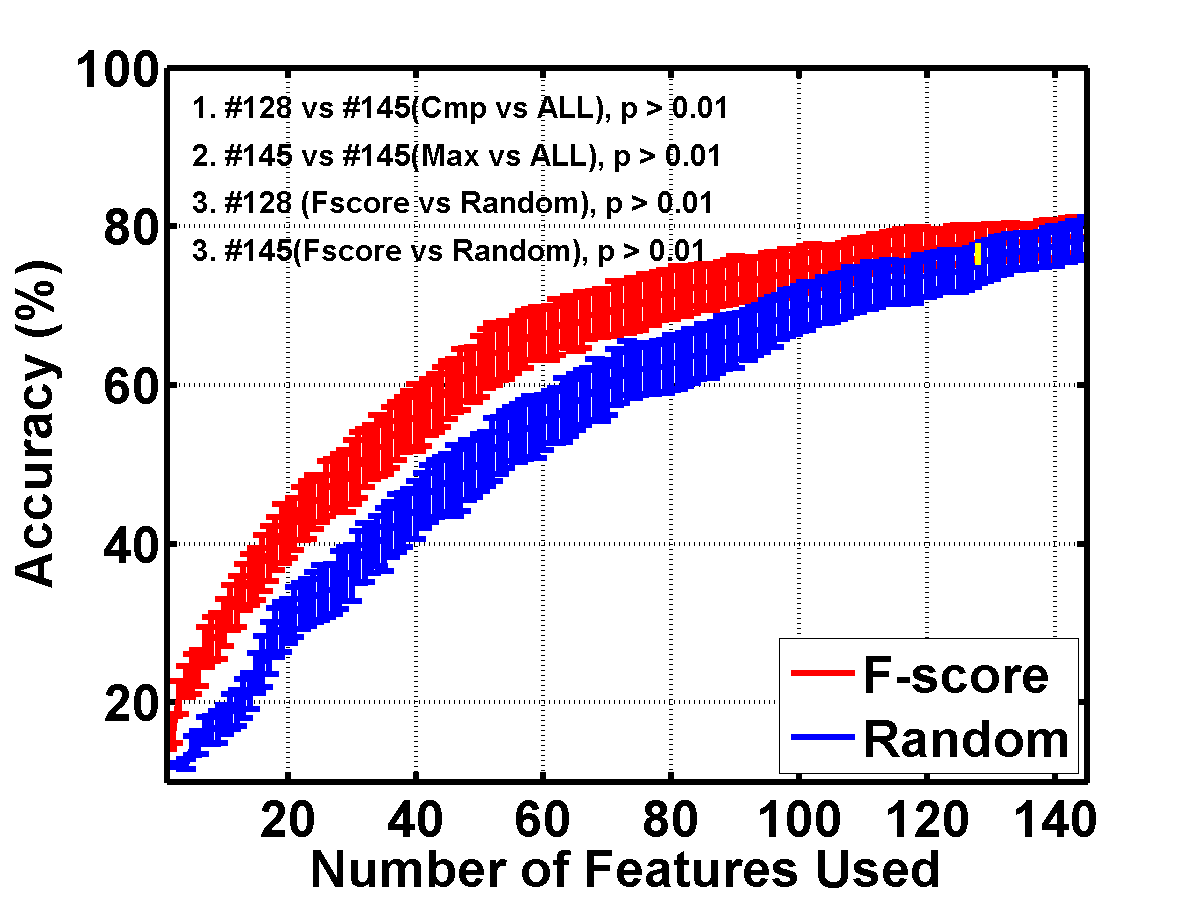 100
1. #128 vs #145(Cmp vs ALL), p > 0.01
2. #145 vs #145(Max vs ALL), p > 0.01
3. #128 (Fscore vs Random), p > 0.01
80
3. #145(Fscore vs Random), p > 0.01
60
Accuracy (%)
40
20
F-score
Random
20 40 60 80 100 120 140
Number of Features Used